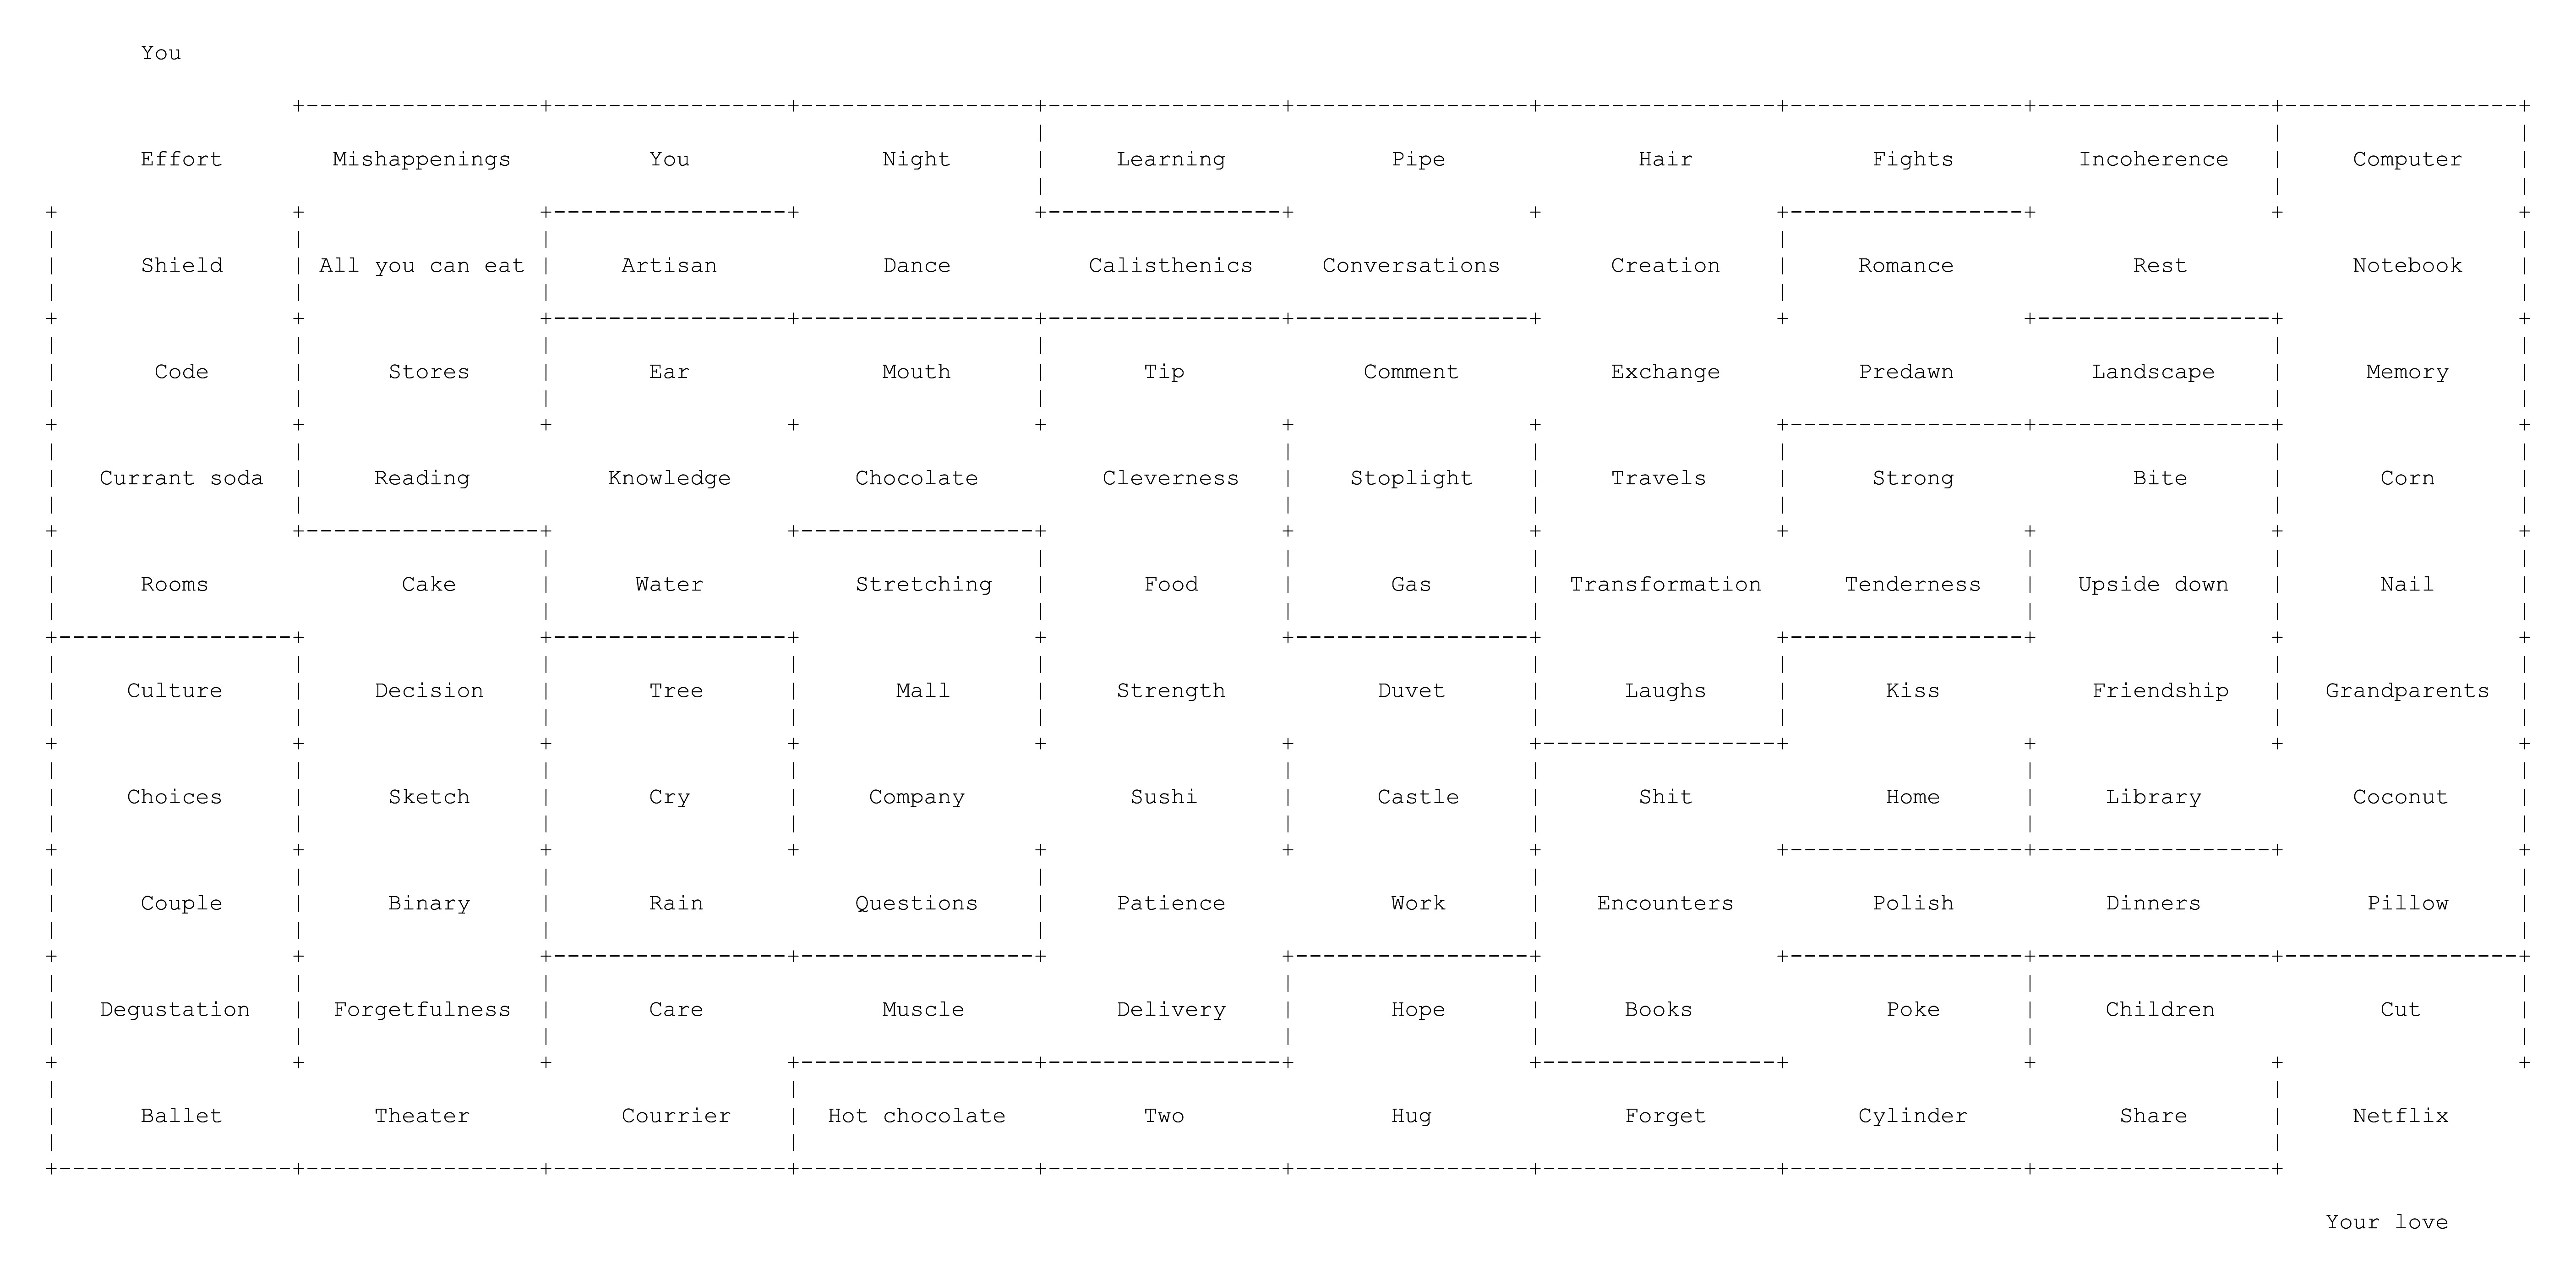 You
Effort Mishappenings You Night Learning Pipe Hair Fights Incoherence Computer
Shield All you can eat Artisan Dance Calisthenics Conversations Creation Romance Rest Notebook
Code Stores Ear Mouth Tip Comment Exchange Predawn Landscape Memory
Currant soda Reading Knowledge Chocolate Cleverness Stoplight Travels Strong Bite Corn
Rooms Cake Water Stretching Food Gas Transformation Tenderness Upside down Nail
Culture Decision Tree Mall Strength Duvet Laughs Kiss Friendship Grandparents
Choices Sketch Cry Company Sushi Castle Shit Home Library Coconut
Couple Binary Rain Questions Patience Work Encounters Polish Dinners Pillow
Degustation Forgetfulness Care Muscle Delivery Hope Books Poke Children Cut
Ballet Theater Courrier Hot chocolate Two Hug Forget Cylinder Share Netflix
Your love